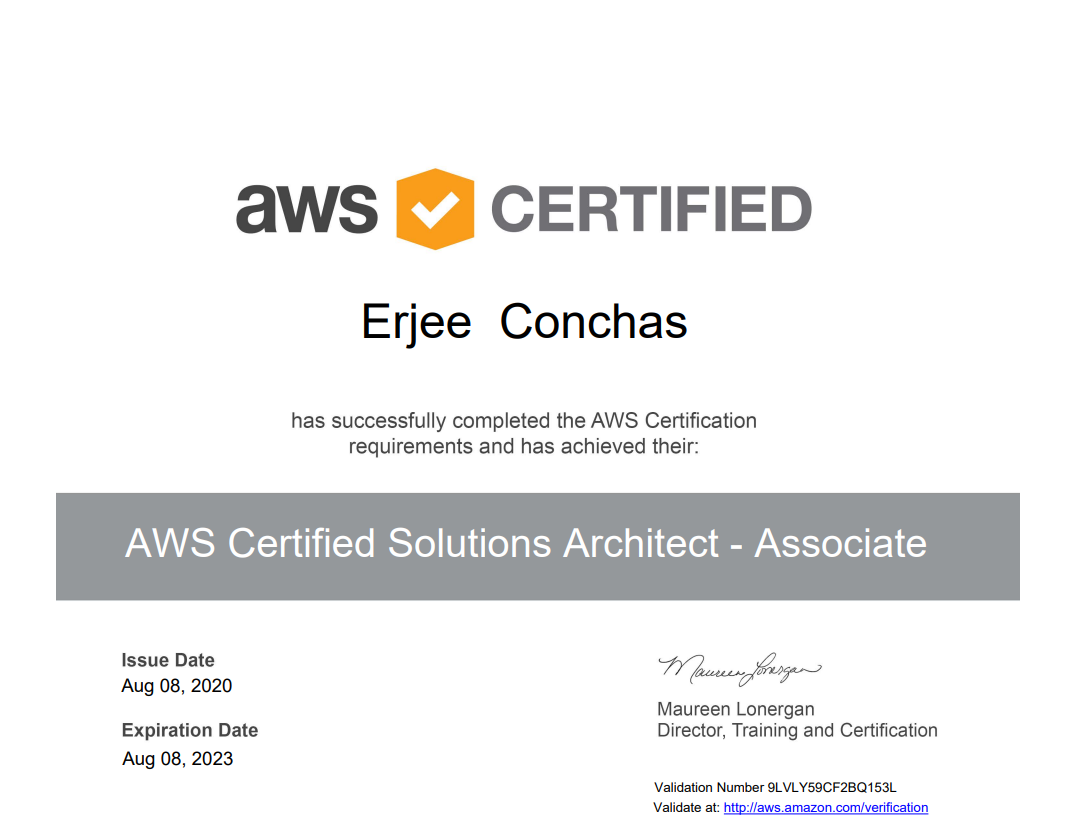 aws CERTIFIED
Erjee Conchas
has successfully completed the AWS Certification
requirements and has achieved their:
AWS Certified Solutions Architect - Associate
Issue Date
Aug 08, 2020
Expiration Date
Aug 08, 2023
Maureen Lonergan
Maureen Lonergan
Director, Training and Certification
Validation Number 9LVLY59CF2BQ153L
Validate at: http://aws.amazon.com/verification